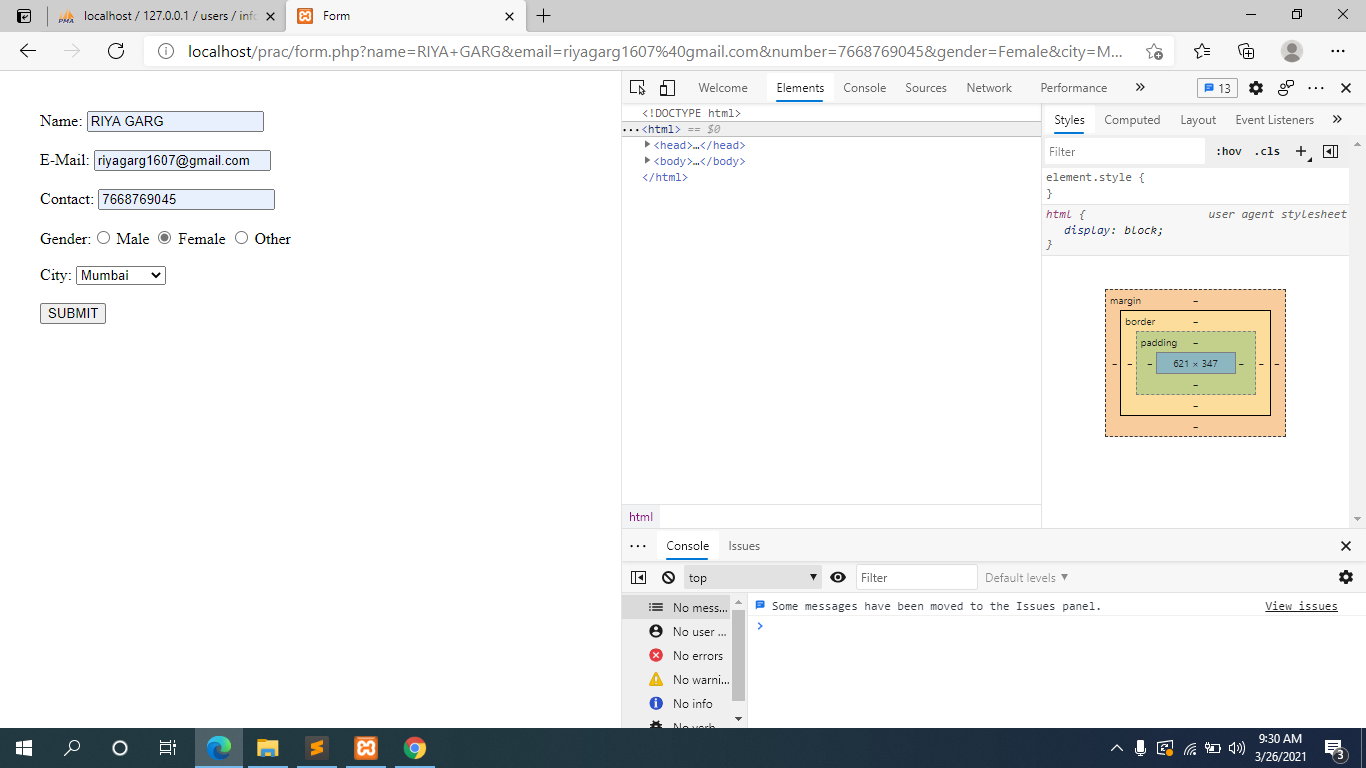 localhost / 127.0.0.1 / users / info
Form
localhost/prac/form.php?name=RIYA+GARG&email=riyagarg1607%40gmail.com&number=7668769045&gender=Female&city=M...
Name: RIYA GARG
E-Mail: riyagarg1607@gmail.com
Contact: 7668769045
Gender: Male Female Other
City: Mumbai
SUBMIT
Welcome Elements Console Sources Network Performance 13
<!DOCTYPE html>
...<html> == $0
<head>…</head>
<body>…</body>
</html>
html
Styles Computed Layout Event Listeners
Filter :hov .cls
element.style {
}
html { user agent stylesheet
display: block;
}
margin –
border –
padding –
– – – 621 × 347 – – –
–
–
–
Console Issues
top Filter Default levels
No mess...
No user ...
No errors
No warni...
No info
No verb
Some messages have been moved to the Issues panel. View issues
9:30 AM
3/26/2021
3